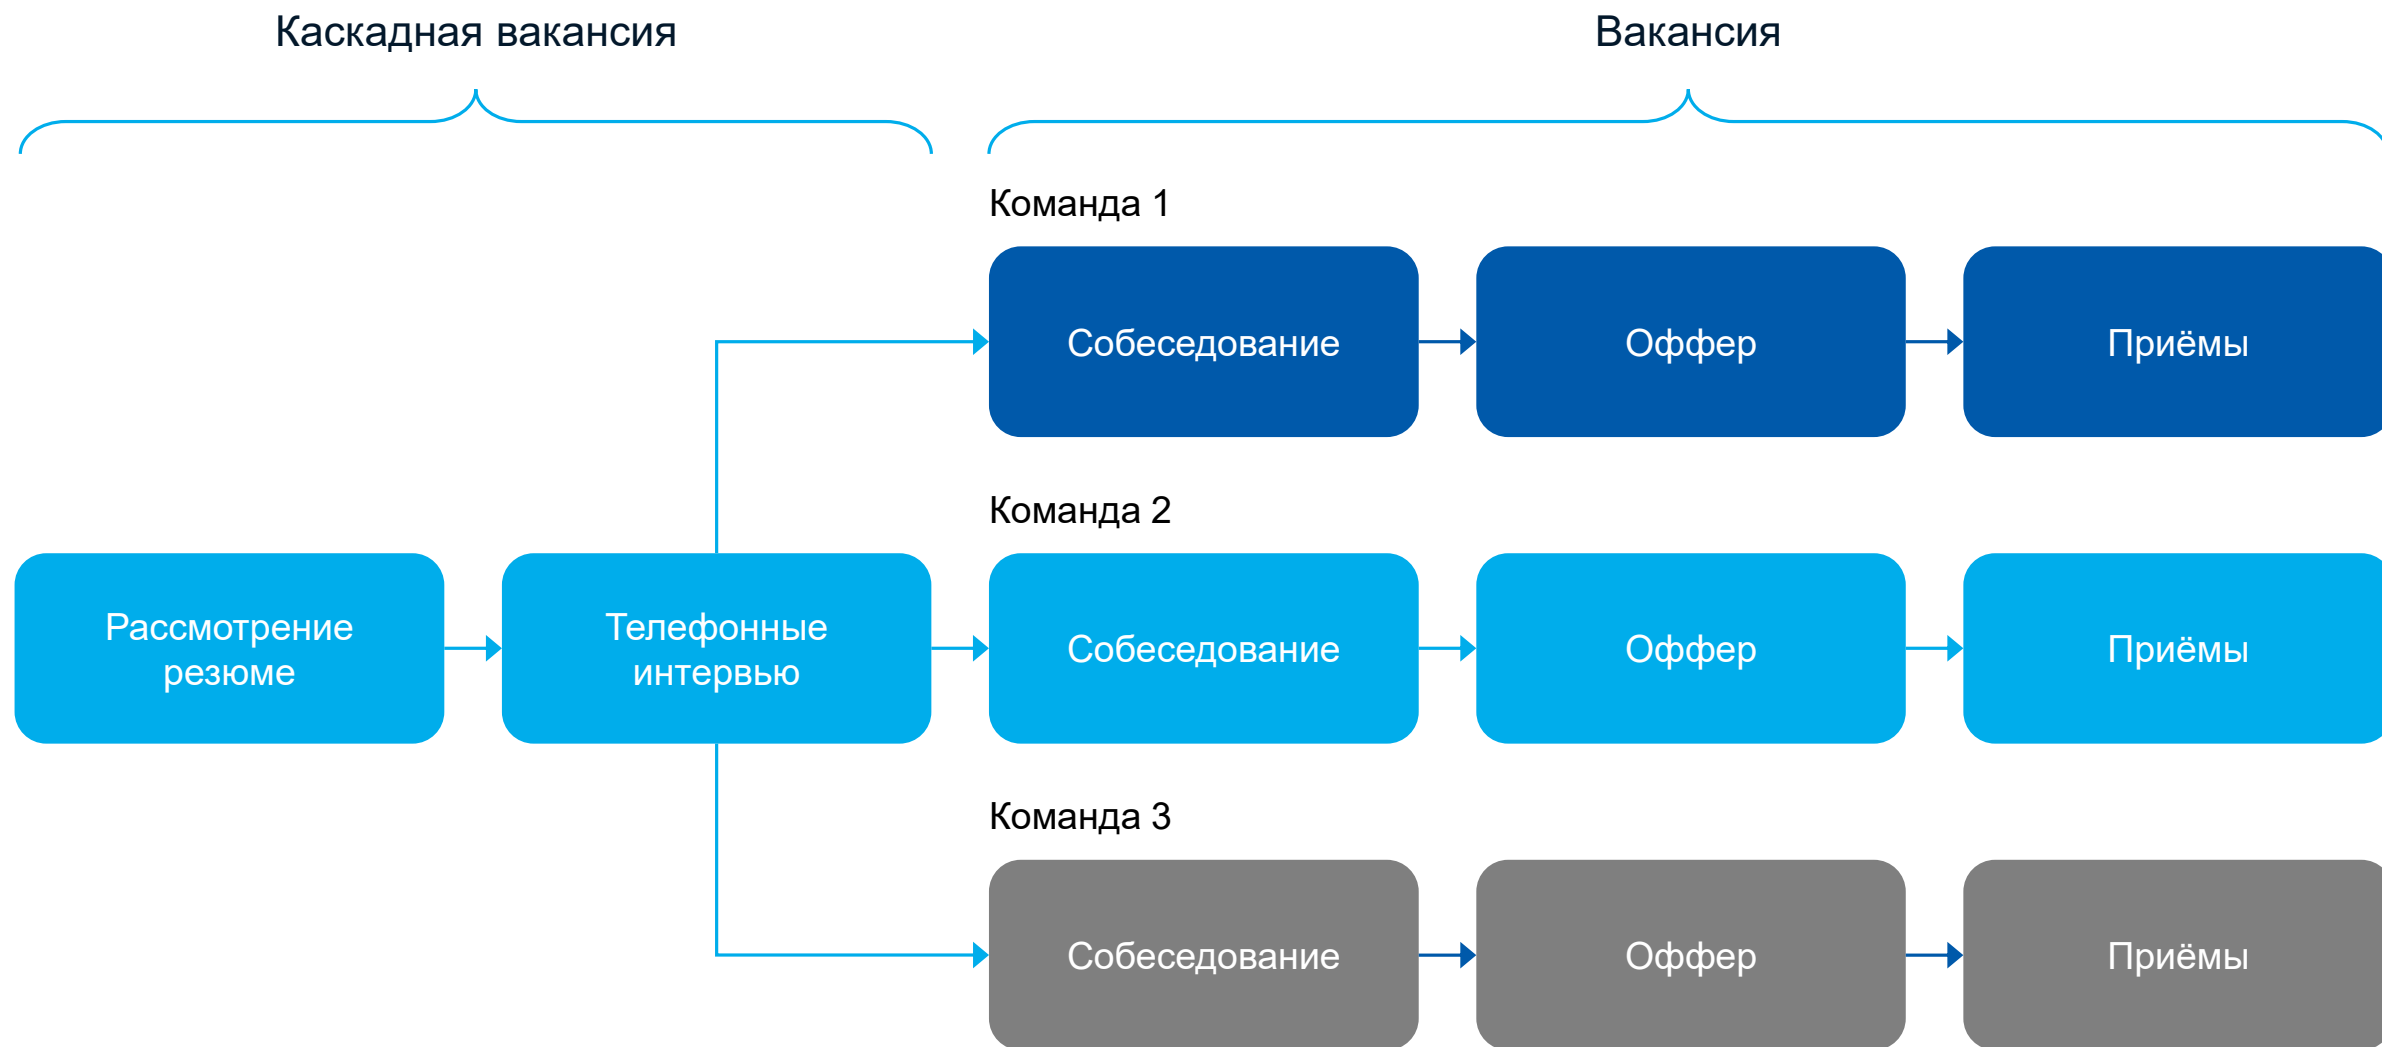 Каскадная вакансия
Вакансия
Команда 1
Собеседование
Оффер
Приёмы
Команда 2
Рассмотрение
резюме
Телефонные
интервью
Собеседование
Оффер
Приёмы
Команда 3
Собеседование
Оффер
Приёмы